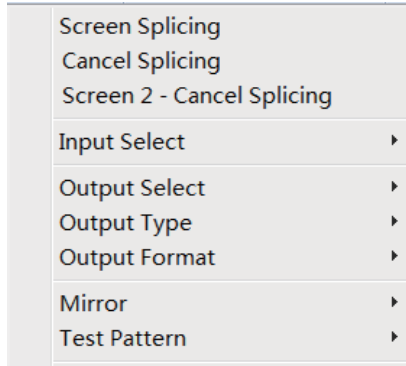 Screen Splicing
Cancel Splicing
Screen 2 - Cancel Splicing
Input Select
Output Select
Output Type
Output Format
Mirror
Test Pattern